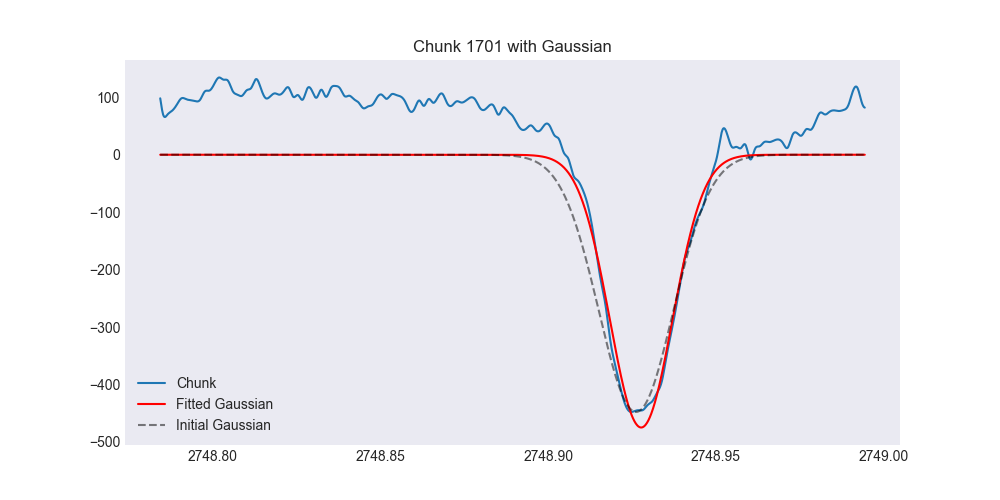 Chunk 1701 with Gaussian
100
0
−100
−200
−300
−400
−500
Chunk
Fitted Gaussian
Initial Gaussian
2748.80 2748.85 2748.90 2748.95 2749.00